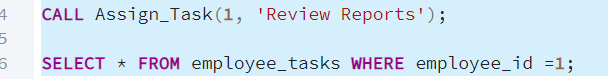 4 CALL Assign_Task(1, 'Review Reports');
5
6 SELECT * FROM employee_tasks WHERE employee_id =1;